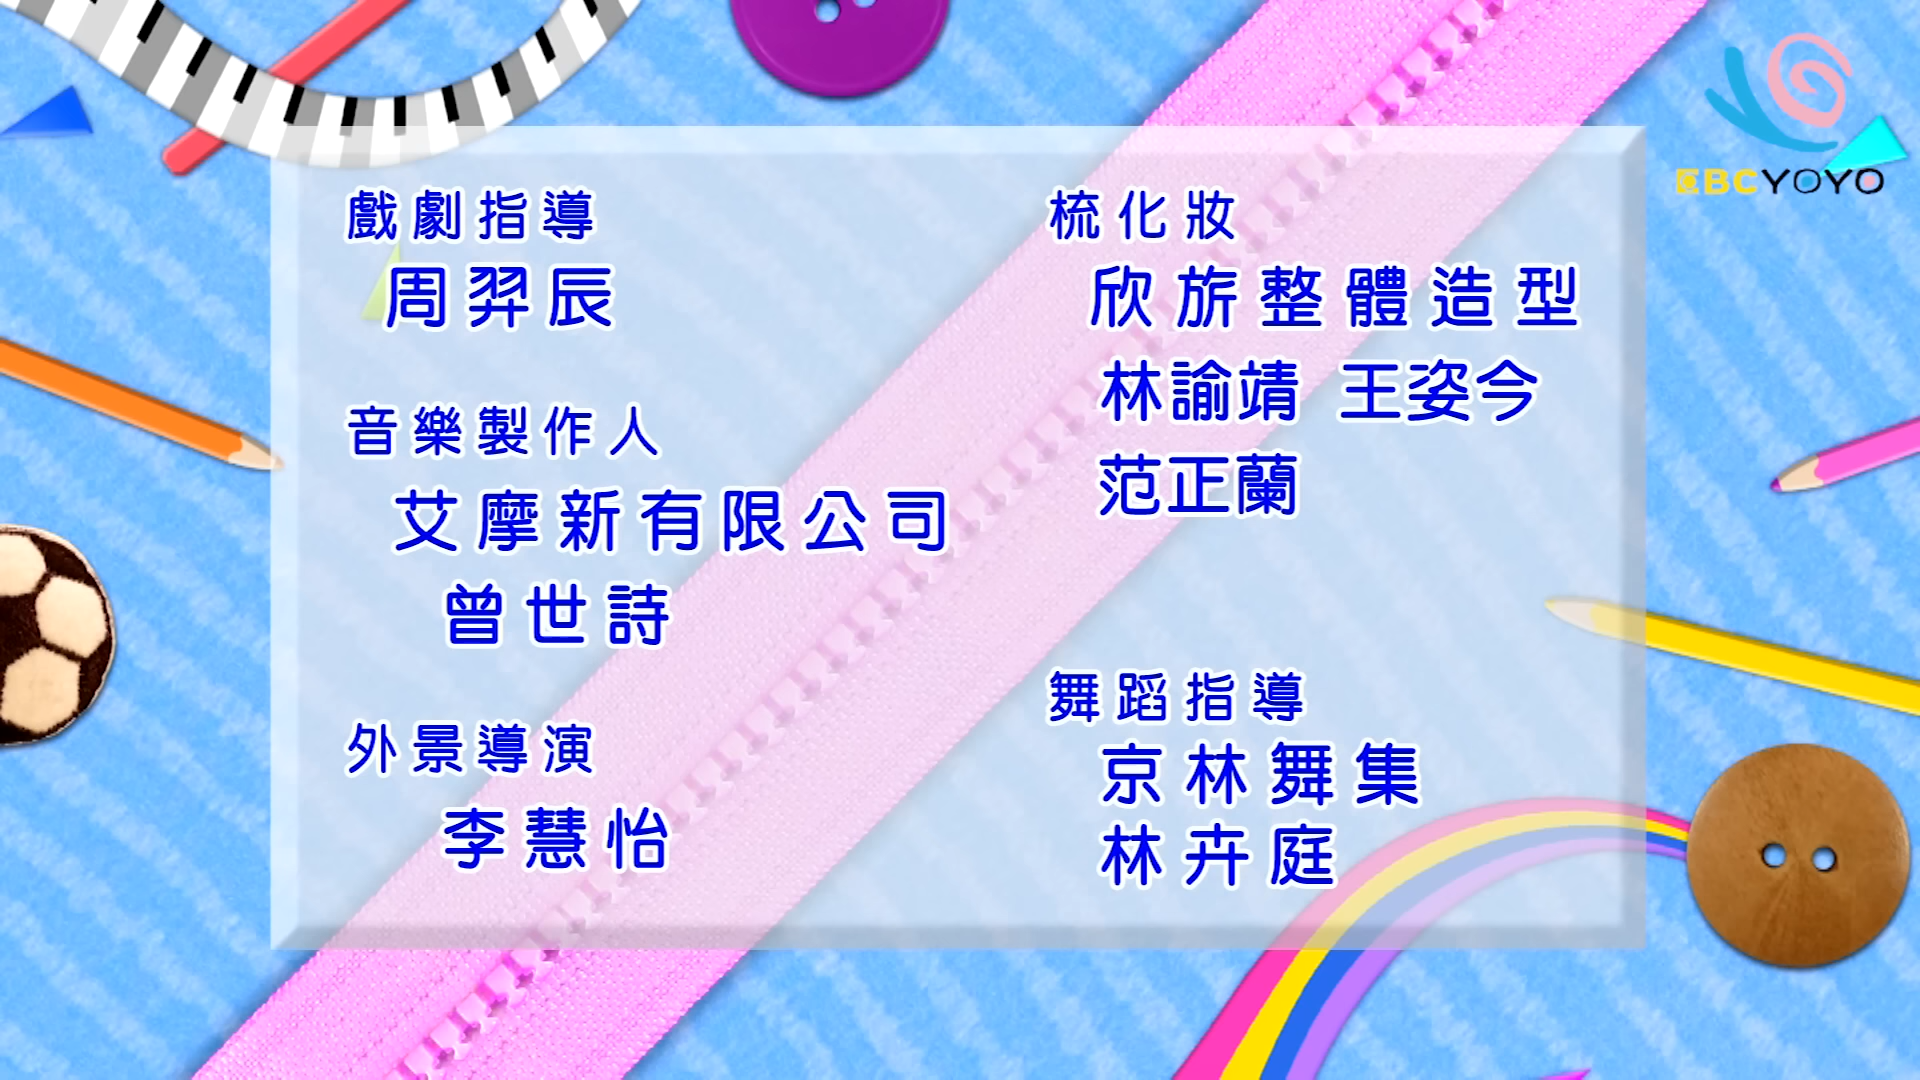 戲劇指導
周羿辰
音樂製作人
艾摩新有限公司
曾世詩
外景導演
李慧怡
梳化妝
欣旂整體造型
林諭靖 王姿今
范正蘭
舞蹈指導
京林舞集
林卉庭
EBCYOYO